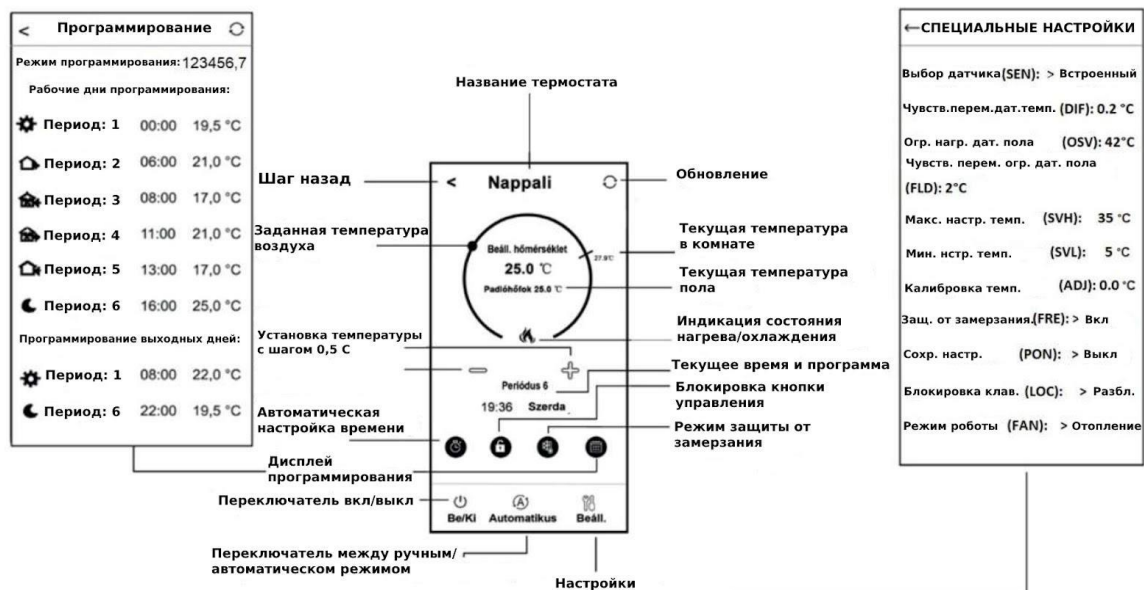 < Программирование
Режим программирования: 123456,7
Рабочие дни программирования:
Период: 1 00:00 19,5 °C
Период: 2 06:00 21,0 °C
Период: 3 08:00 17,0 °C
Период: 4 11:00 21,0 °C
Период: 5 13:00 17,0 °C
Период: 6 16:00 25,0 °C
Программирование выходных дней:
Период: 1 08:00 22,0 °C
Период: 6 22:00 19,5 °C
Название термостата
Шаг назад
Заданная температура
воздуха
Установка температуры
с шагом 0,5 С
Автоматическая
настройка времени
Дисплей
программирования
Переключатель вкл/выкл
Переключатель между ручным/
автоматическом режимом
< Nappali
Beáll. hőmérséklet
25.0 °C
Padlóhőfok 25.0 °C
27.9°C
Periódus 6
19:36 Szerda
Be/Ki Automatikus Beáll.
Настройки
Обновление
Текущая температура
в комнате
Текущая температура
пола
Индикация состояния
нагрева/охлаждения
Текущее время и программа
Блокировка кнопки
управления
Режим защиты от
замерзания
←СПЕЦИАЛЬНЫЕ НАСТРОЙКИ
Выбор датчика(SEN): > Встроенный
Чувств.перем.дат.темп. (DIF): 0.2 °C
Огр. нагр. дат. пола (OSV): 42°C
Чувств. перем. огр. дат. пола
(FLD): 2°C
Макс. настр. темп. (SVH): 35 °C
Мин. нстр. темп. (SVL): 5 °C
Калибровка темп. (ADJ): 0.0 °C
Защ. от замерзания.(FRE): > Вкл
Сохр. настр. (PON): > Выкл
Блокировка клав. (LOC): > Разбл.
Режим роботы (FAN): > Отопление